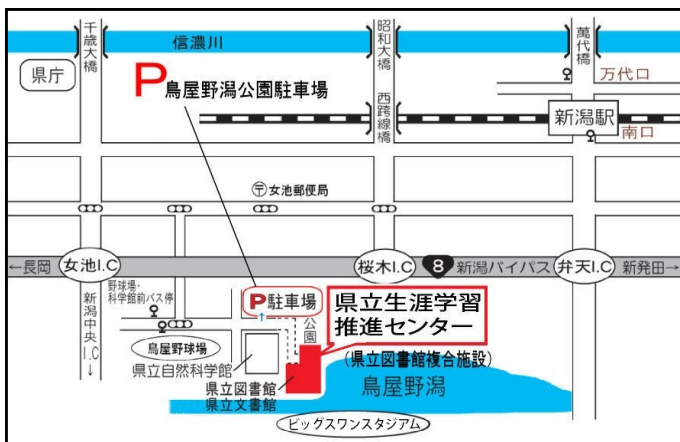 千歳大橋
信濃川
昭和大橋
萬代橋
県庁
P鳥屋野潟公園駐車場
万代口
西跨線橋
新潟駅
南口
〒女池郵便局
←長岡
女池I.C
桜木I.C
8
新潟バイパス
弁天I.C
新発田→
野球場・
科学館前バス停
新潟中央I.C↓
P駐車場
公園
県立生涯学習
推進センター
鳥屋野球場
(県立図書館複合施設)
県立自然科学館
県立図書館
県立文書館
鳥屋野潟
ビッグスワンスタジアム